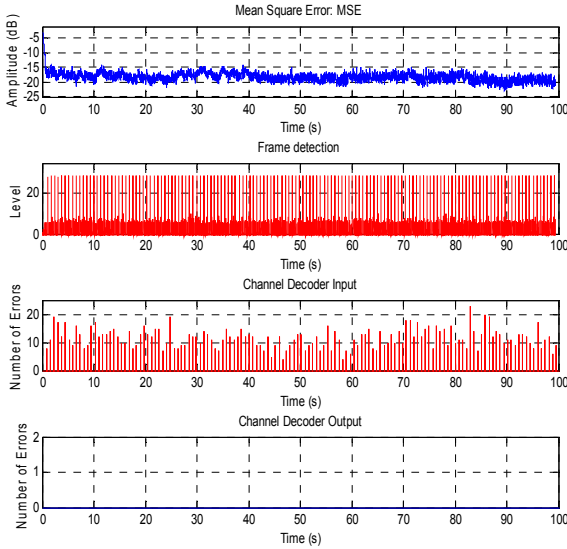 Mean Square Error: MSE
Amplitude (dB)
-5
-10
-15
-20
-25
0 10 20 30 40 50 60 70 80 90 100
Time (s)
Frame detection
Level
20
0
0 10 20 30 40 50 60 70 80 90 100
Time (s)
Channel Decoder Input
Number of Errors
20
10
0
0 10 20 30 40 50 60 70 80 90 100
Time (s)
Channel Decoder Output
Number of Errors
2
1
0
0 10 20 30 40 50 60 70 80 90 100
Time (s)